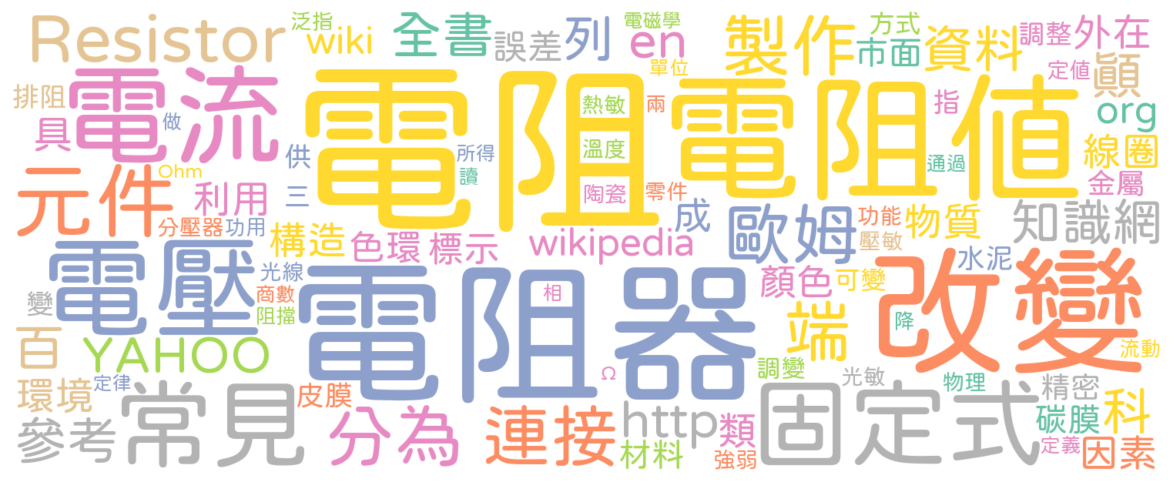 Resistor
泛指
wiki
全書
誤差
列
電磁學
en
單位
製作
方式
市面
資料
調整
外在
定值
顛
排阻
電流
具
做
電阻
熱敏
兩
電阻值
指
org
供
所得
讀
溫度
通過
線圈
元件
Ohm
利用
三
陶瓷
零件
金屬
分壓器
功用
構造
色環
標示
wikipedia
成
歐姆
功能
壓敏
物質
知識網
電壓
光線
變
商數
阻擋
電阻器
相
顏色
可變
改變
水泥
百
YAHOO
端
降
流動
環境
定律
皮膜
Ω
調變
光敏
物理
精密
參考
常見
分為
連接
http
材料
類
強弱
固定式
碳膜
定義
科
因素